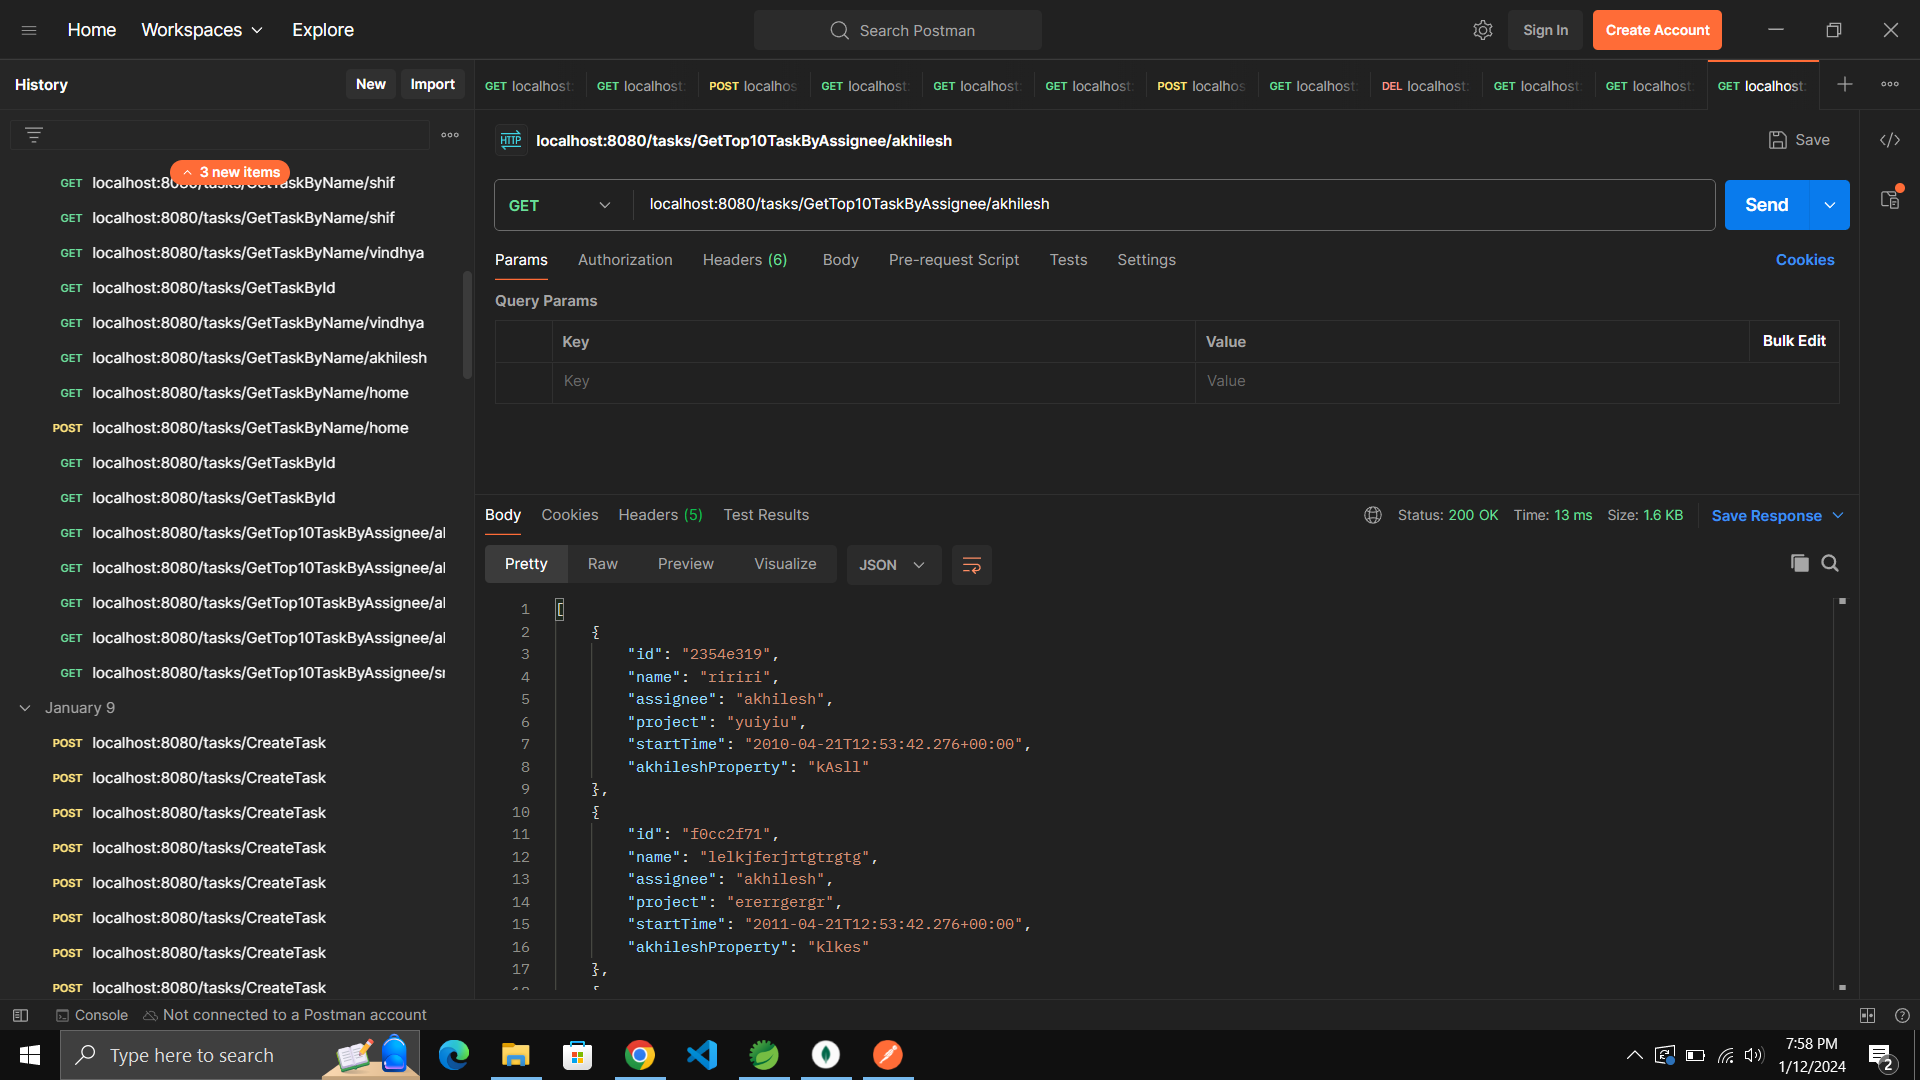 Home
Workspaces
Explore
Search Postman
Sign In
Create Account
History
New
Import
GET localhost:
GET localhost:
POST localhos
GET localhost:
GET localhost:
GET localhost:
POST localhos
GET localhost:
DEL localhost:
GET localhost:
GET localhost:
GET localhost:
3 new items
GET localhost:8080/tasks/GetTaskByName/shif
GET localhost:8080/tasks/GetTaskByName/shif
GET localhost:8080/tasks/GetTaskByName/vindhya
GET localhost:8080/tasks/GetTaskById
GET localhost:8080/tasks/GetTaskByName/vindhya
GET localhost:8080/tasks/GetTaskByName/akhilesh
GET localhost:8080/tasks/GetTaskByName/home
POST localhost:8080/tasks/GetTaskByName/home
GET localhost:8080/tasks/GetTaskById
GET localhost:8080/tasks/GetTaskById
GET localhost:8080/tasks/GetTop10TaskByAssignee/al
GET localhost:8080/tasks/GetTop10TaskByAssignee/al
GET localhost:8080/tasks/GetTop10TaskByAssignee/al
GET localhost:8080/tasks/GetTop10TaskByAssignee/al
GET localhost:8080/tasks/GetTop10TaskByAssignee/sr
January 9
POST localhost:8080/tasks/CreateTask
POST localhost:8080/tasks/CreateTask
POST localhost:8080/tasks/CreateTask
POST localhost:8080/tasks/CreateTask
POST localhost:8080/tasks/CreateTask
POST localhost:8080/tasks/CreateTask
POST localhost:8080/tasks/CreateTask
POST localhost:8080/tasks/CreateTask
HTTP localhost:8080/tasks/GetTop10TaskByAssignee/akhilesh
Save
GET localhost:8080/tasks/GetTop10TaskByAssignee/akhilesh
Send
Params Authorization Headers (6) Body Pre-request Script Tests Settings
Cookies
Query Params
Key Value Bulk Edit
Key Value
Body Cookies Headers (5) Test Results
Status: 200 OK Time: 13 ms Size: 1.6 KB
Save Response
Pretty Raw Preview Visualize JSON
1 [
2 {
3 "id": "2354e319",
4 "name": "riririri",
5 "assignee": "akhilesh",
6 "project": "yuiyiu",
7 "startTime": "2010-04-21T12:53:42.276+00:00",
8 "akhileshProperty": "kAsll"
9 },
10 {
11 "id": "f0cc2f71",
12 "name": "lelkjferjrtgtrgtg",
13 "assignee": "akhilesh",
14 "project": "ererrgergr",
15 "startTime": "2011-04-21T12:53:42.276+00:00",
16 "akhileshProperty": "klkes"
17 },
18 {
Console
Not connected to a Postman account
Type here to search
7:58 PM
1/12/2024
2